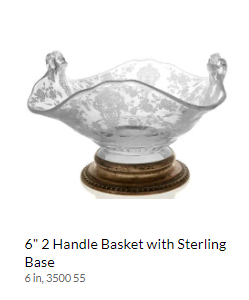 6" 2 Handle Basket with Sterling
Base
6 in, 3500 55